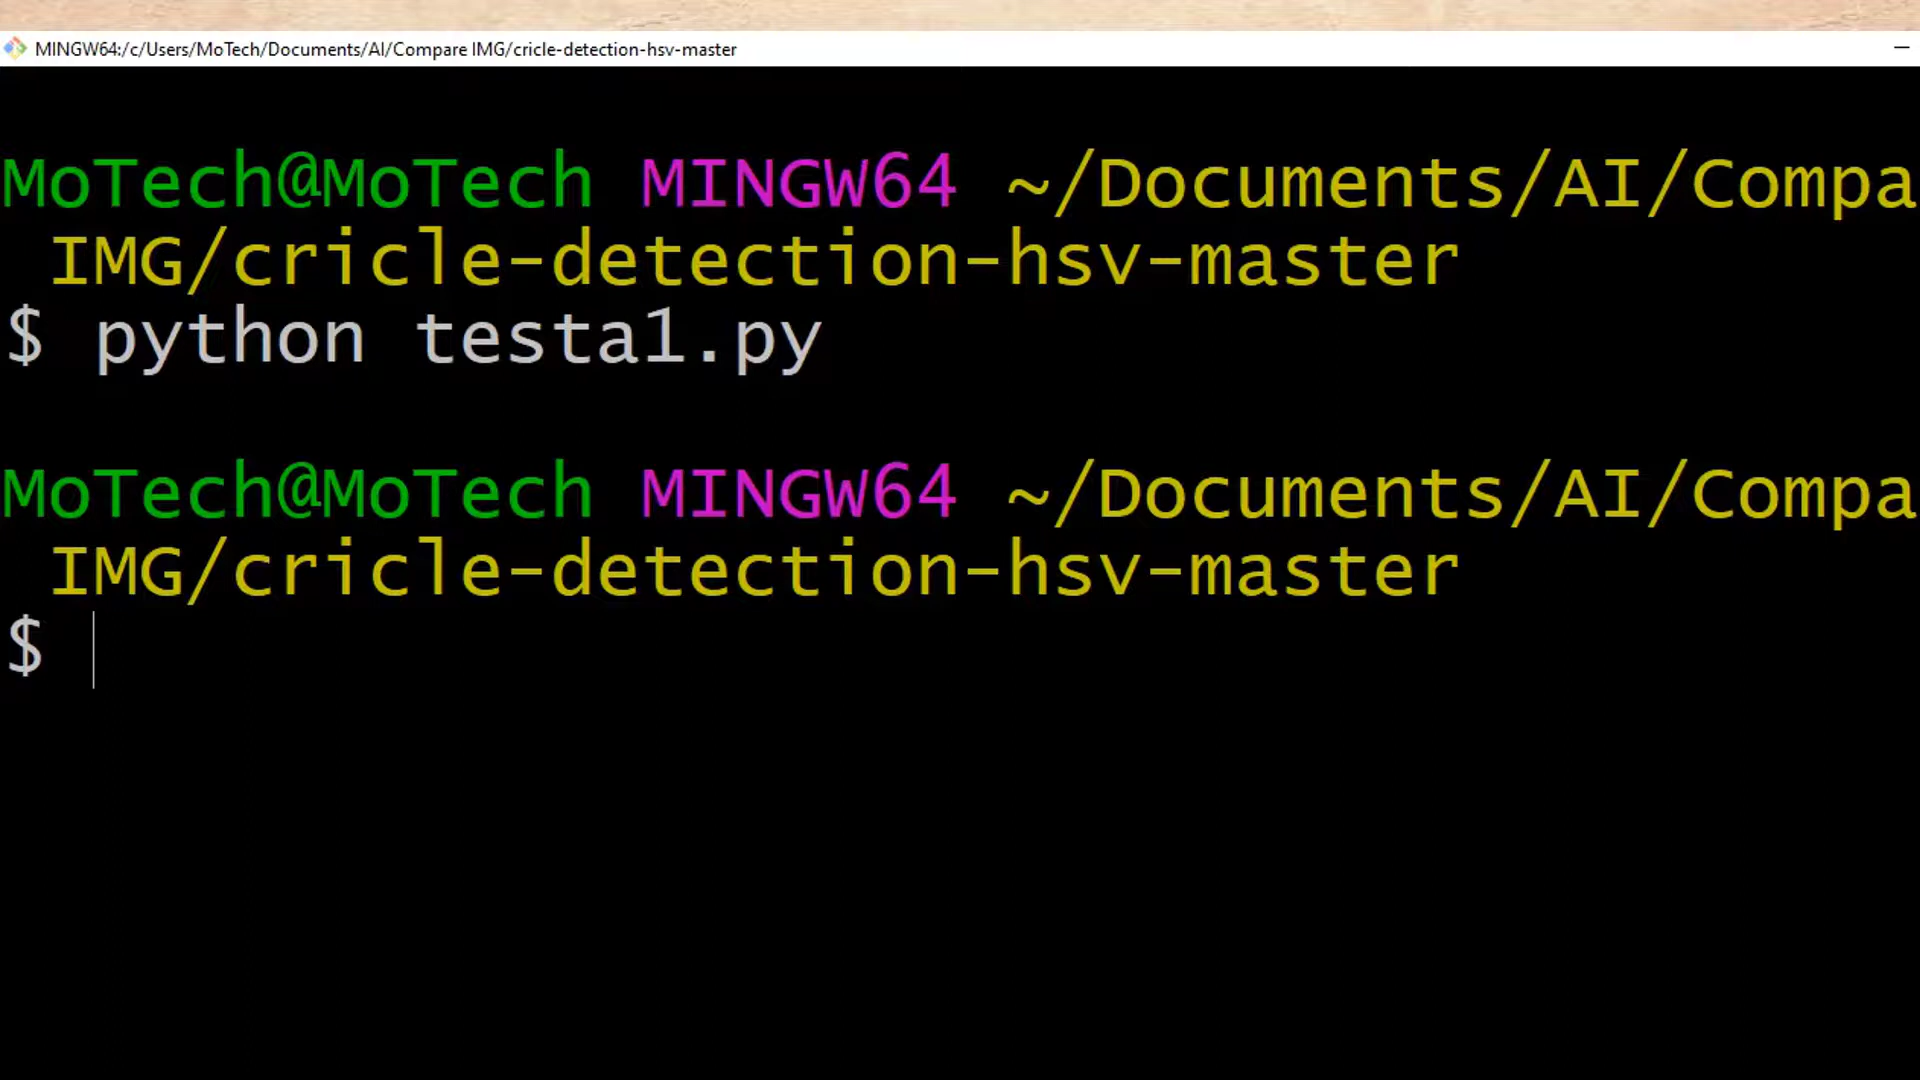 MINGW64:/c/Users/MoTech/Documents/AI/Compare IMG/cricle-detection-hsv-master
MoTech@MoTech MINGW64 ~/Documents/AI/Compa
IMG/cricle-detection-hsv-master
$ python testa1.py
MoTech@MoTech MINGW64 ~/Documents/AI/Compa
IMG/cricle-detection-hsv-master
$